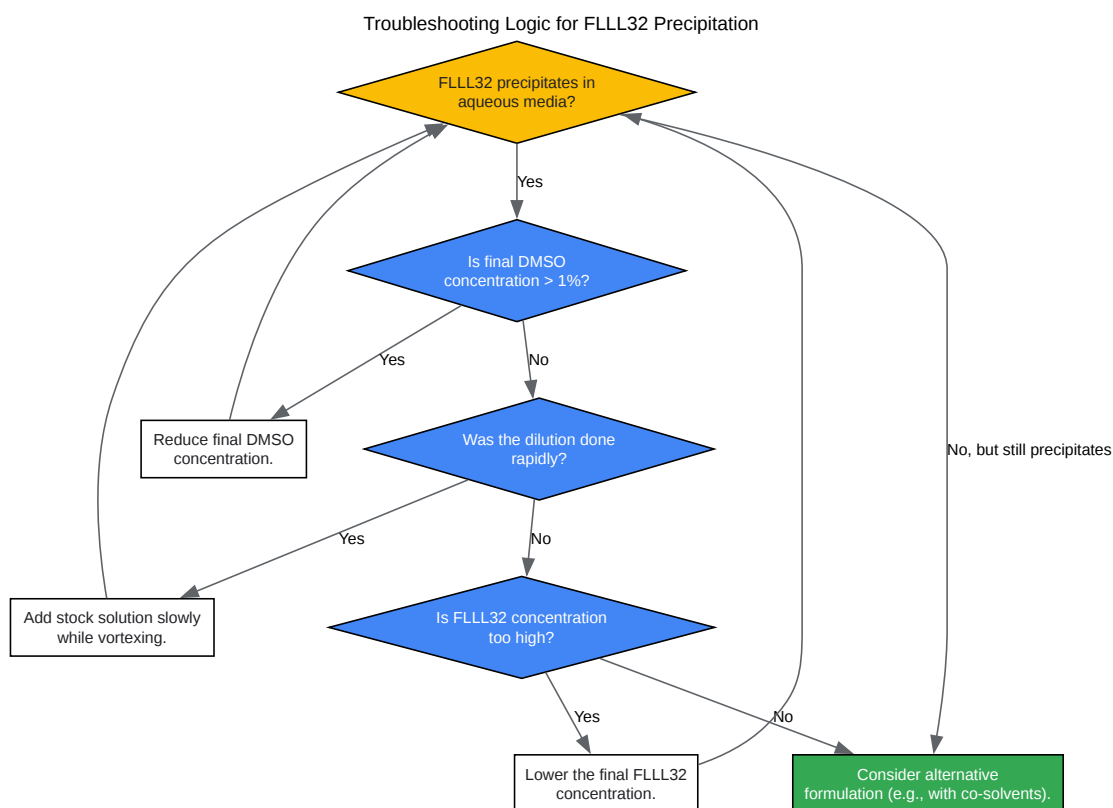 Troubleshooting Logic for FLLL32 Precipitation
FLLL32 precipitates in
aqueous media?
Yes
Is final DMSO
concentration > 1%?
Yes
No
Reduce final DMSO
concentration.
Was the dilution done
rapidly?
No, but still precipitates
Yes
No
Add stock solution slowly
while vortexing.
Is FLLL32 concentration
too high?
Yes
No
Lower the final FLLL32
concentration.
Consider alternative
formulation (e.g., with co-solvents).